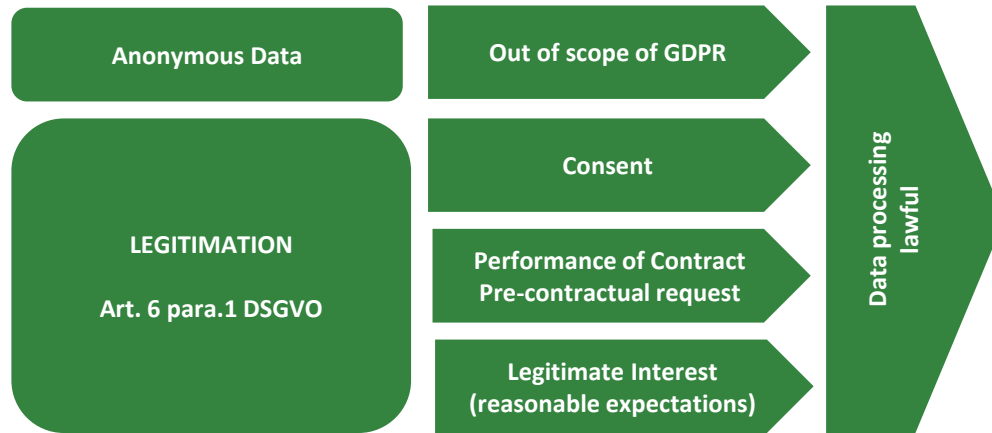 Anonymous Data
Out of scope of GDPR
LEGITIMATION
Art. 6 para.1 DSGVO
Consent
Performance of Contract
Pre-contractual request
Legitimate Interest
(reasonable expectations)
Data processing
lawful